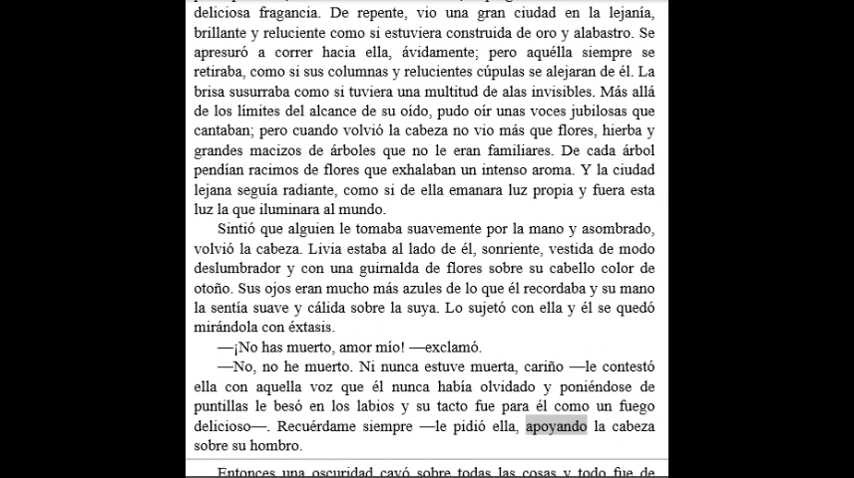 deliciosa fragancia. De repente, vio una gran ciudad en la lejanía,
brillante y reluciente como si estuviera construida de oro y alabastro. Se
apresuró a correr hacia ella, ávidamente; pero aquélla siempre se
retiraba, como si sus columnas y relucientes cúpulas se alejaran de él. La
brisa susurraba como si tuviera una multitud de alas invisibles. Más allá
de los límites del alcance de su oído, pudo oír unas voces jubilosas que
cantaban; pero cuando volvió la cabeza no vio más que flores, hierba y
grandes macizos de árboles que no le eran familiares. De cada árbol
pendían racimos de flores que exhalaban un intenso aroma. Y la ciudad
lejana seguía radiante, como si de ella emanara luz propia y fuera esta
luz la que iluminara al mundo.
Sintió que alguien le tomaba suavemente por la mano y asombrado,
volvió la cabeza. Livia estaba al lado de él, sonriente, vestida de modo
deslumbrador y con una guirnalda de flores sobre su cabello color de
otoño. Sus ojos eran mucho más azules de lo que él recordaba y su mano
la sentía suave y cálida sobre la suya. Lo sujetó con ella y él se quedó
mirándola con éxtasis.
—¡No has muerto, amor mío! —exclamó.
—No, no he muerto. Ni nunca estuve muerta, cariño —le contestó
ella con aquella voz que él nunca había olvidado y poniéndose de
puntillas le besó en los labios y su tacto fue para él como un fuego
delicioso—. Recuérdame siempre —le pidió ella, apoyando la cabeza
sobre su hombro.
Entonces una oscuridad cayó sobre todas las cosas y todo fue de